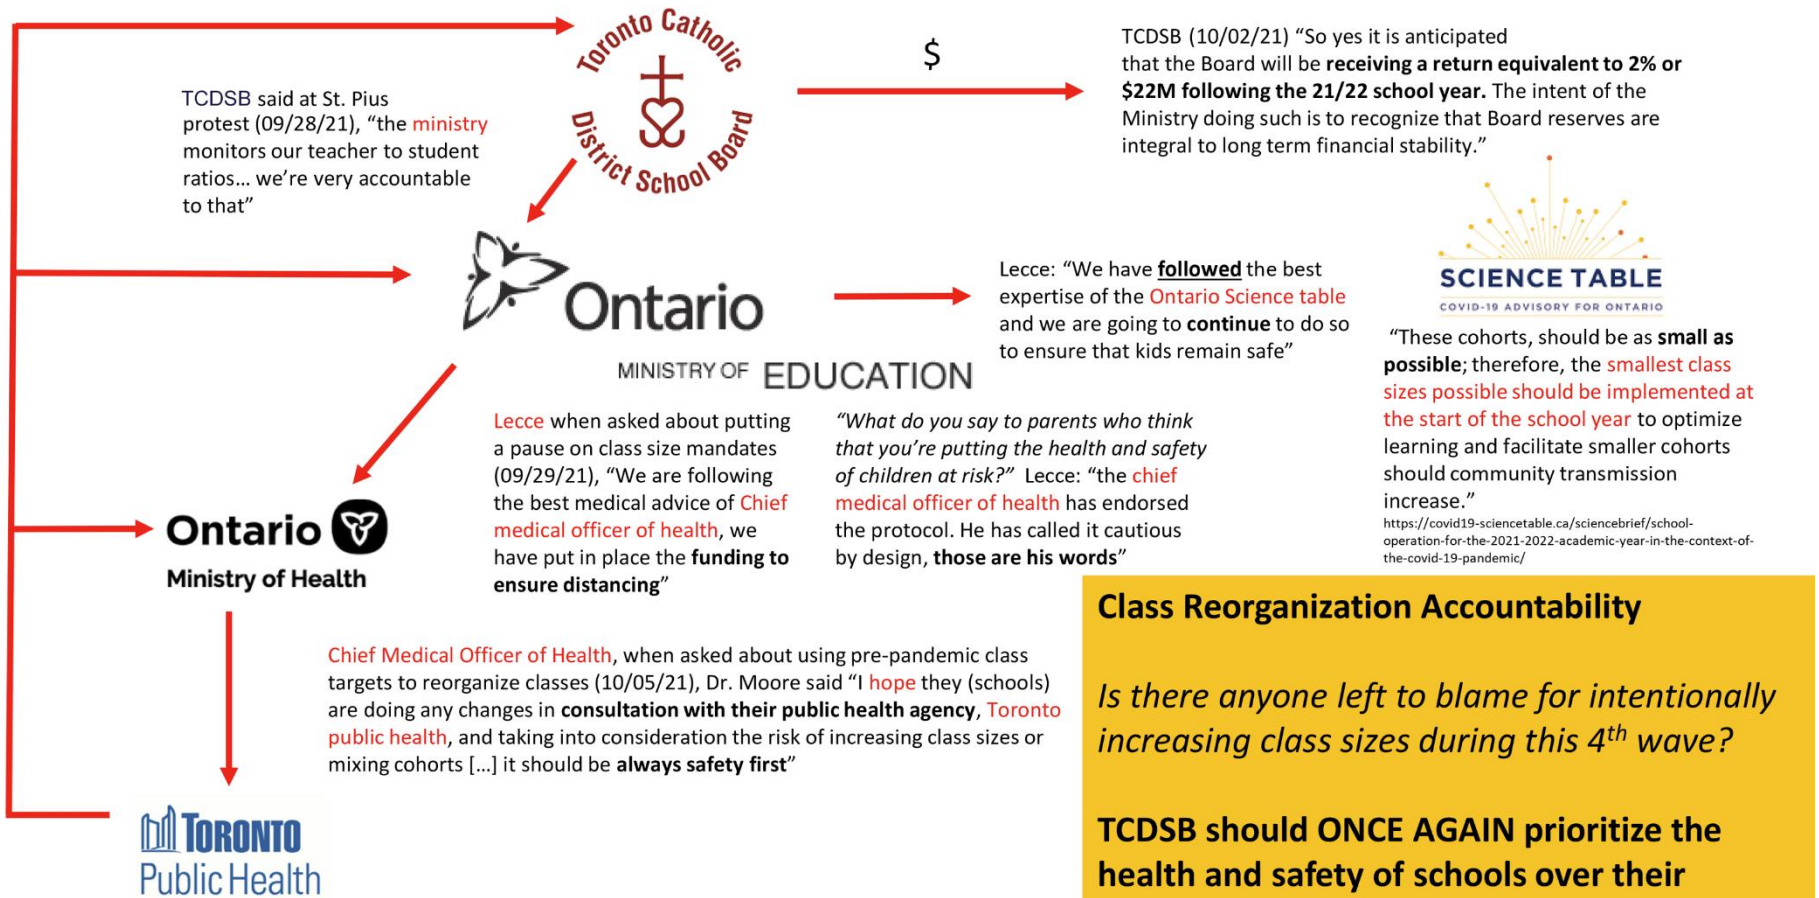 Toronto Catholic
District School Board
$
TCDSB (10/02/21) “So yes it is anticipated
that the Board will be receiving a return equivalent to 2% or
$22M following the 21/22 school year. The intent of the
Ministry doing such is to recognize that Board reserves are
integral to long term financial stability.”
TCDSB said at St. Pius
protest (09/28/21), “the ministry
monitors our teacher to student
ratios... we’re very accountable
to that”
Ontario
MINISTRY OF EDUCATION
Lecce: “We have followed the best
expertise of the Ontario Science table
and we are going to continue to do so
to ensure that kids remain safe”
SCIENCE TABLE
COVID-19 ADVISORY FOR ONTARIO
“These cohorts, should be as small as
possible; therefore, the smallest class
sizes possible should be implemented at
the start of the school year to optimize
learning and facilitate smaller cohorts
should community transmission
increase.”
https://covid19-sciencetable.ca/sciencebrief/school-
operation-for-the-2021-2022-academic-year-in-the-context-of-
the-covid-19-pandemic/
Lecce when asked about putting
a pause on class size mandates
(09/29/21), “We are following
the best medical advice of Chief
medical officer of health, we
have put in place the funding to
ensure distancing”
“What do you say to parents who think
that you’re putting the health and safety
of children at risk?” Lecce: “the chief
medical officer of health has endorsed
the protocol. He has called it cautious
by design, those are his words”
Ontario
Ministry of Health
Chief Medical Officer of Health, when asked about using pre-pandemic class
targets to reorganize classes (10/05/21), Dr. Moore said “I hope they (schools)
are doing any changes in consultation with their public health agency, Toronto
public health, and taking into consideration the risk of increasing class sizes or
mixing cohorts [...] it should be always safety first”
TORONTO
Public Health
Class Reorganization Accountability
Is there anyone left to blame for intentionally
increasing class sizes during this 4th wave?
TCDSB should ONCE AGAIN prioritize the
health and safety of schools over their